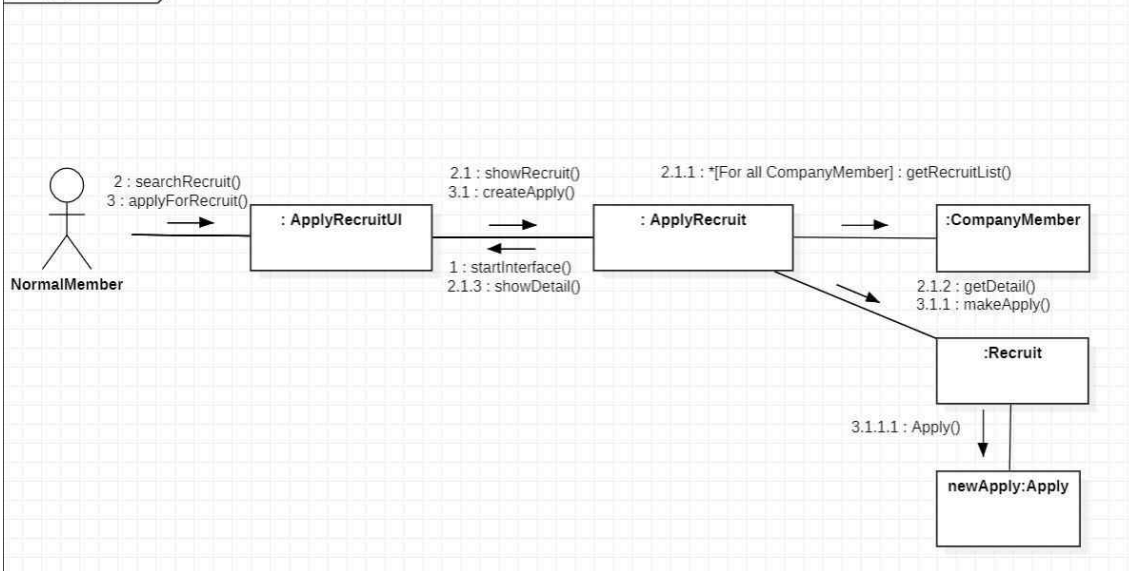 2 : searchRecruit()
3 : applyForRecruit()
NormalMember
: ApplyRecruitUI
2.1 : showRecruit()
3.1 : createApply()
1 : startInterface()
2.1.3 : showDetail()
: ApplyRecruit
2.1.1 : *[For all CompanyMember] : getRecruitList()
:CompanyMember
2.1.2 : getDetail()
3.1.1 : makeApply()
:Recruit
3.1.1.1 : Apply()
newApply:Apply